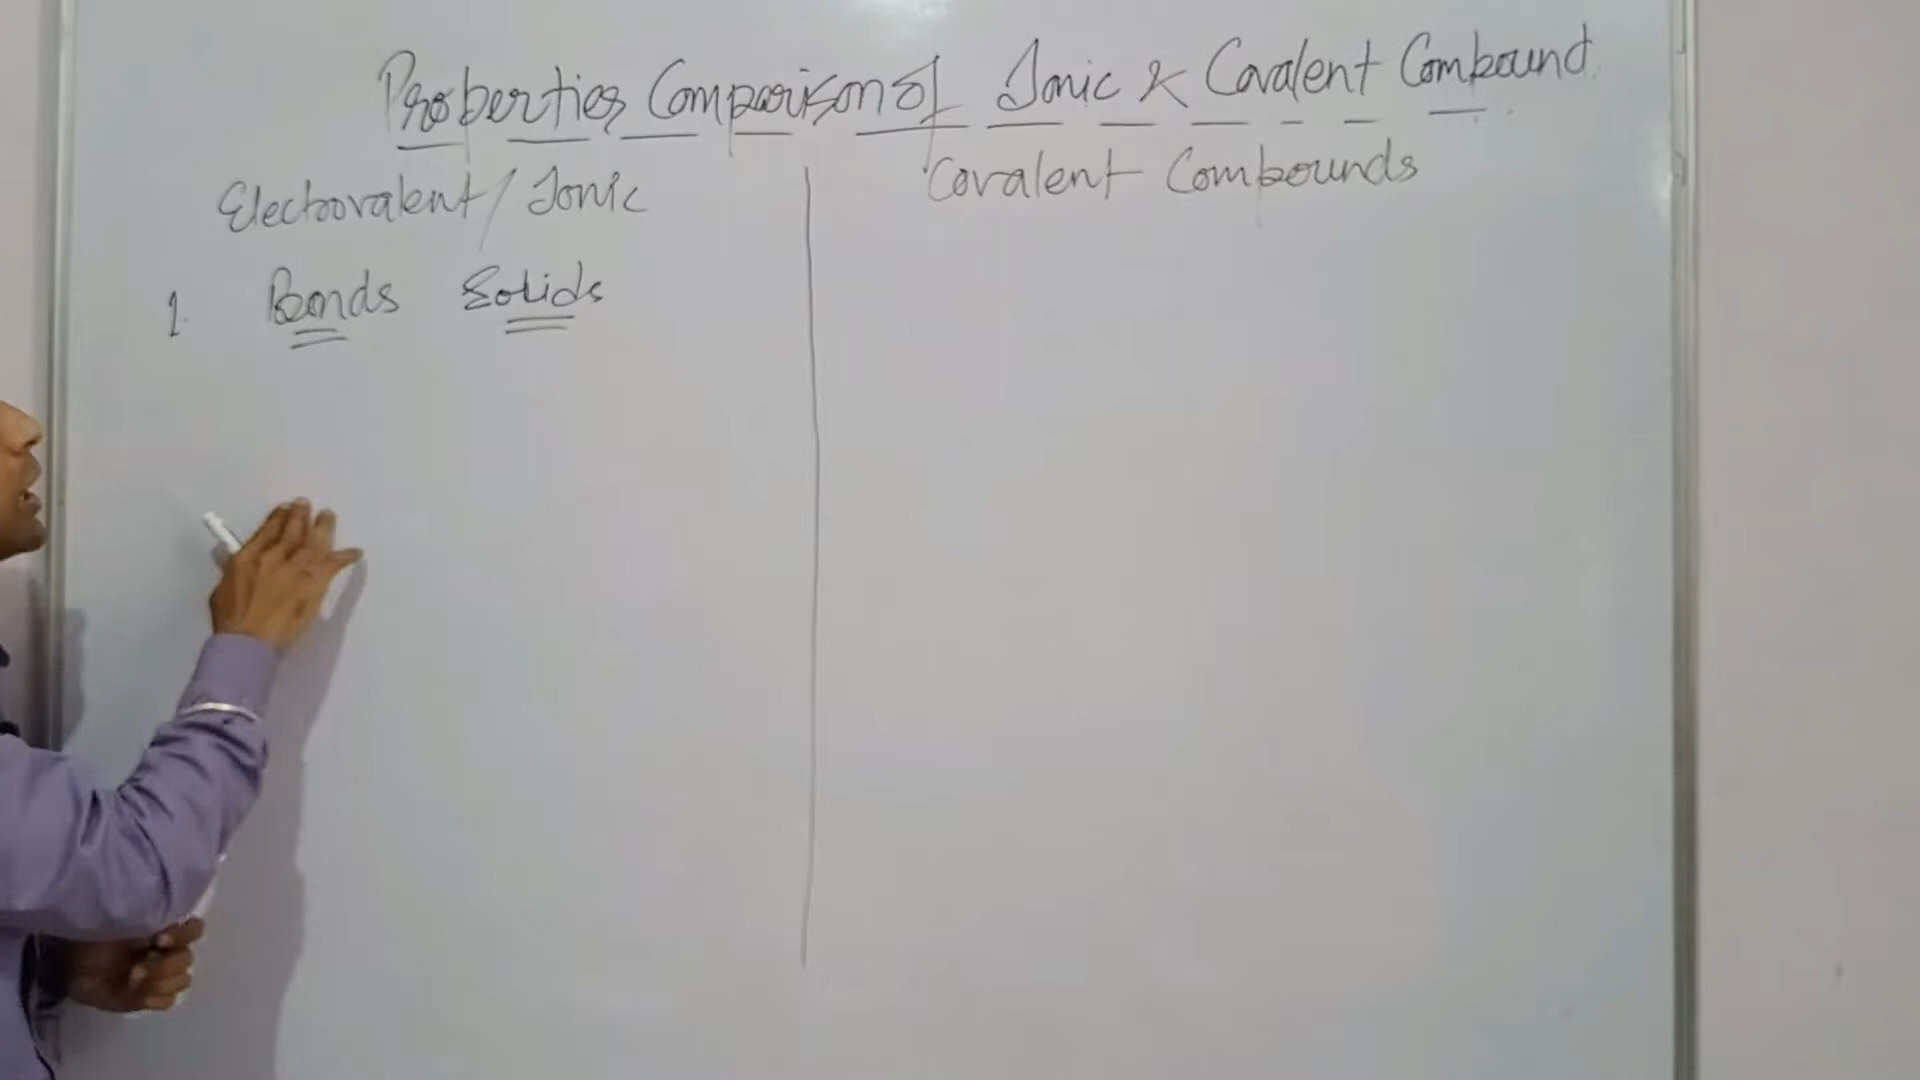 Properties Comparison of Ionic & Covalent Compound
Electrovalent / Ionic
Covalent Compounds
1. Bonds Solids